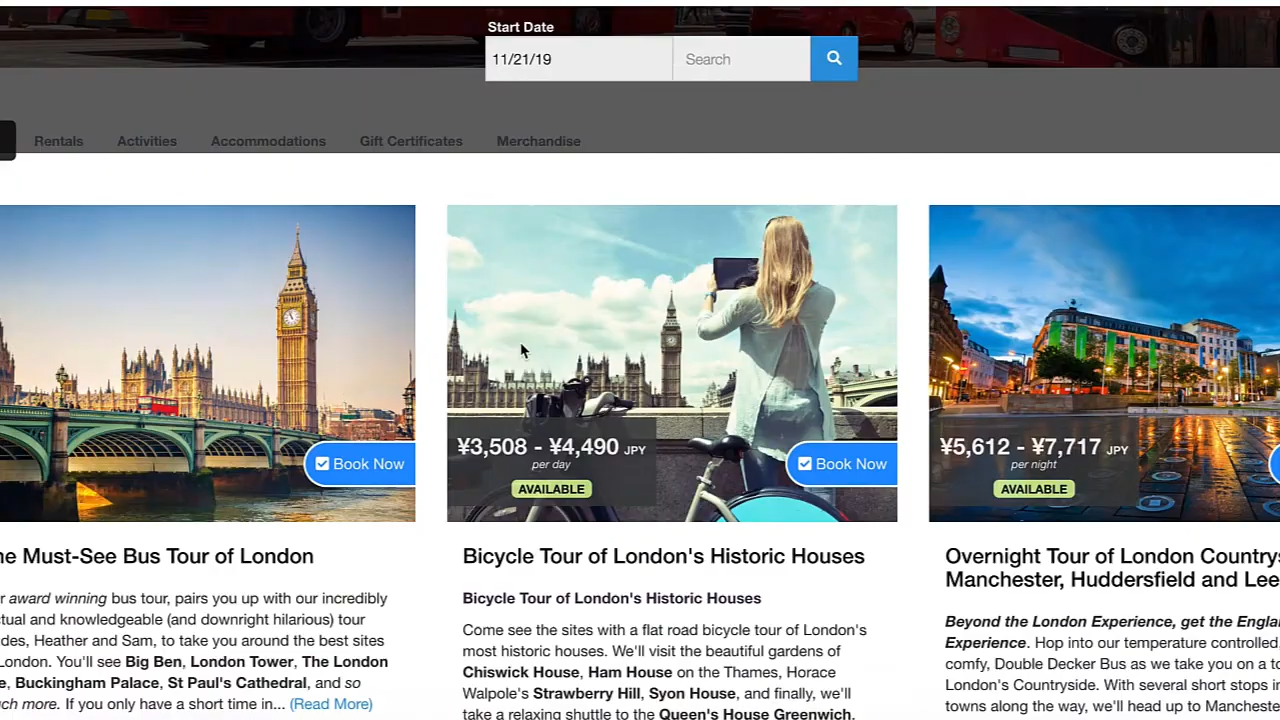 Start Date
11/21/19
Search
Rentals
Activities
Accommodations
Gift Certificates
Merchandise
Book Now
¥3,508 - ¥4,490 JPY
per day
AVAILABLE
Book Now
¥5,612 - ¥7,717 JPY
per night
AVAILABLE
Must-See Bus Tour of London
award winning bus tour, pairs you up with our incredibly
and knowledgeable (and downright hilarious) tour
Heather and Sam, to take you around the best sites
London. You'll see Big Ben, London Tower, The London
Buckingham Palace, St Paul's Cathedral, and so
more. If you only have a short time in... (Read More)
Bicycle Tour of London's Historic Houses
Bicycle Tour of London's Historic Houses
Come see the sites with a flat road bicycle tour of London's
most historic houses. We'll visit the beautiful gardens of
Chiswick House, Ham House on the Thames, Horace
Walpole's Strawberry Hill, Syon House, and finally, we'll
take a relaxing shuttle to the Queen's House Greenwich.
Overnight Tour of London
Manchester, Huddersfield and
Beyond the London Experience, get the
Experience. Hop into our temperature controlled,
comfy, Double Decker Bus as we take you on a
London's Countryside. With several short stops
towns along the way, we'll head up to